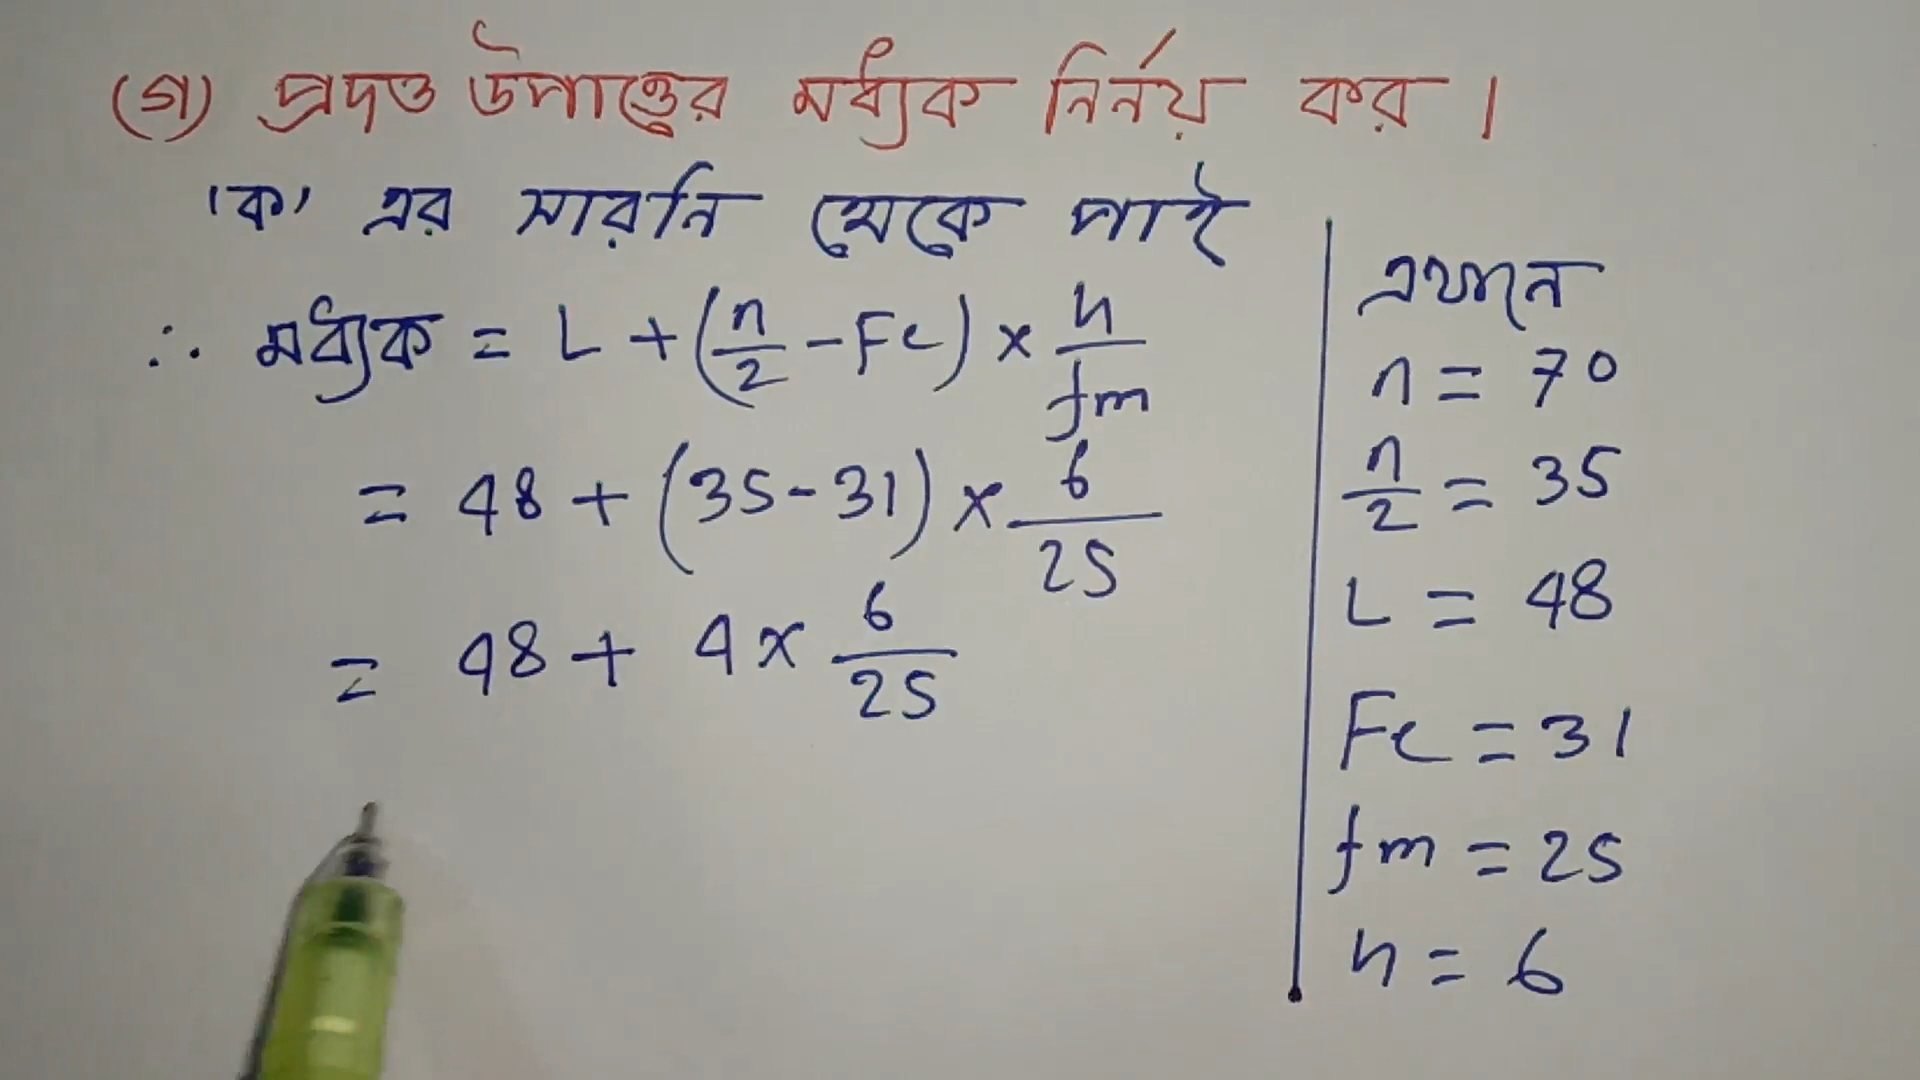 (গ) প্রদত্ত উপাত্তের মধ্যক নির্নয় কর।
'ক' এর সারনি থেকে পাই
∴ মধ্যক = L + (n/2 - Fc) × h/fm
= 48 + (35-31) × 6/25
= 48 + 4 × 6/25
এখানে
n = 70
n/2 = 35
L = 48
Fc = 31
fm = 25
h = 6